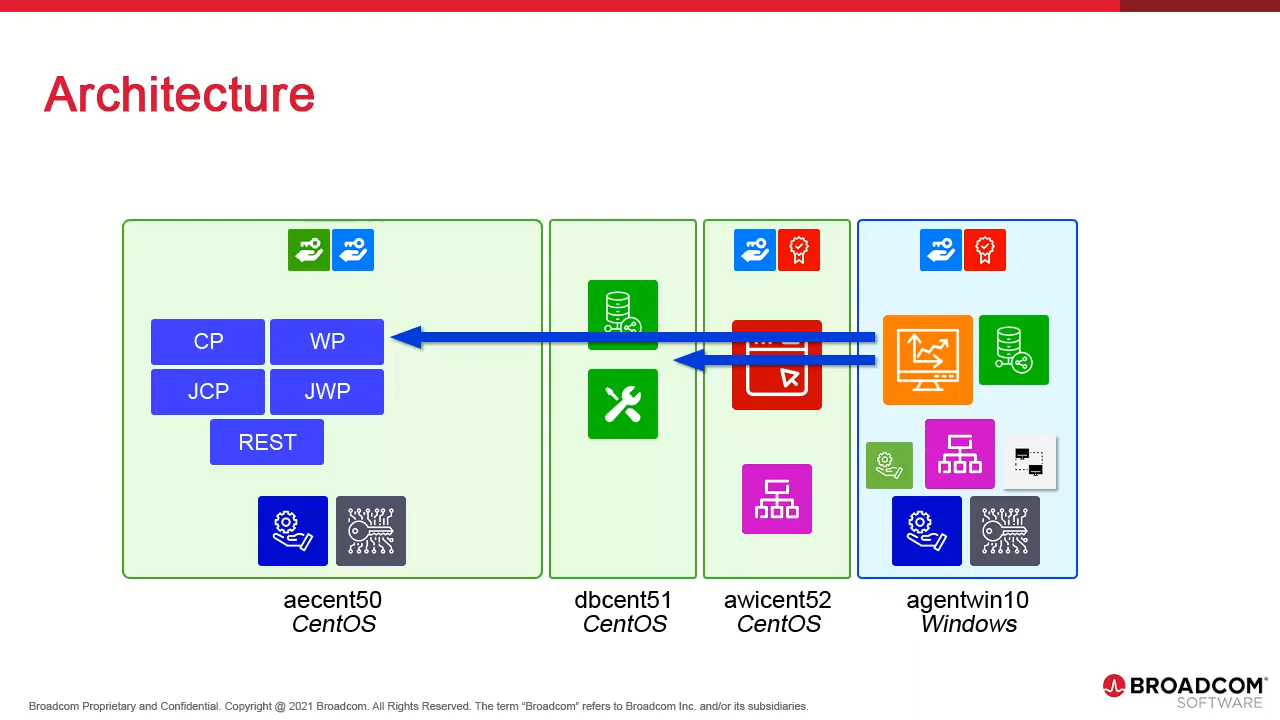 Architecture
CP
WP
JCP
JWP
REST
aecent50
CentOS
dbcent51
CentOS
awicent52
CentOS
agentwin10
Windows
Broadcom Proprietary and Confidential. Copyright @ 2021 Broadcom. All Rights Reserved. The term “Broadcom” refers to Broadcom Inc. and/or its subsidiaries.
BROADCOM®
SOFTWARE